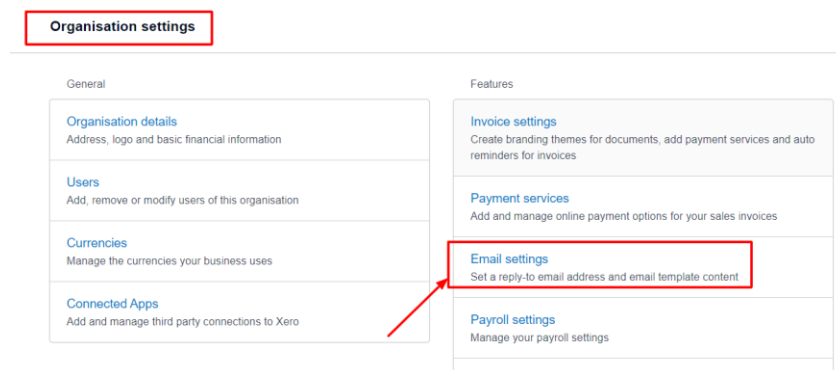 Organisation settings
General
Organisation details
Address, logo and basic financial information
Users
Add, remove or modify users of this organisation
Currencies
Manage the currencies your business uses
Connected Apps
Add and manage third party connections to Xero
Features
Invoice settings
Create branding themes for documents, add payment services and auto
reminders for invoices
Payment services
Add and manage online payment options for your sales invoices
Email settings
Set a reply-to email address and email template content
Payroll settings
Manage your payroll settings